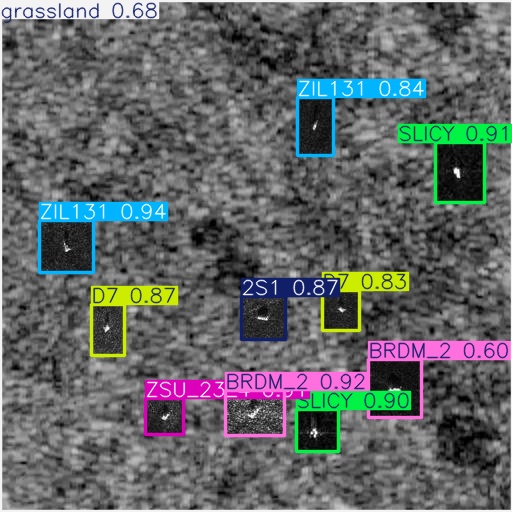 grassland 0.68
ZIL131 0.84
SLICY 0.91
ZIL131 0.94
2S1 0.87
D7 0.83
D7 0.87
BRDM_2 0.60
BRDM_2 0.92
ZSU_23_
SLICY 0.90